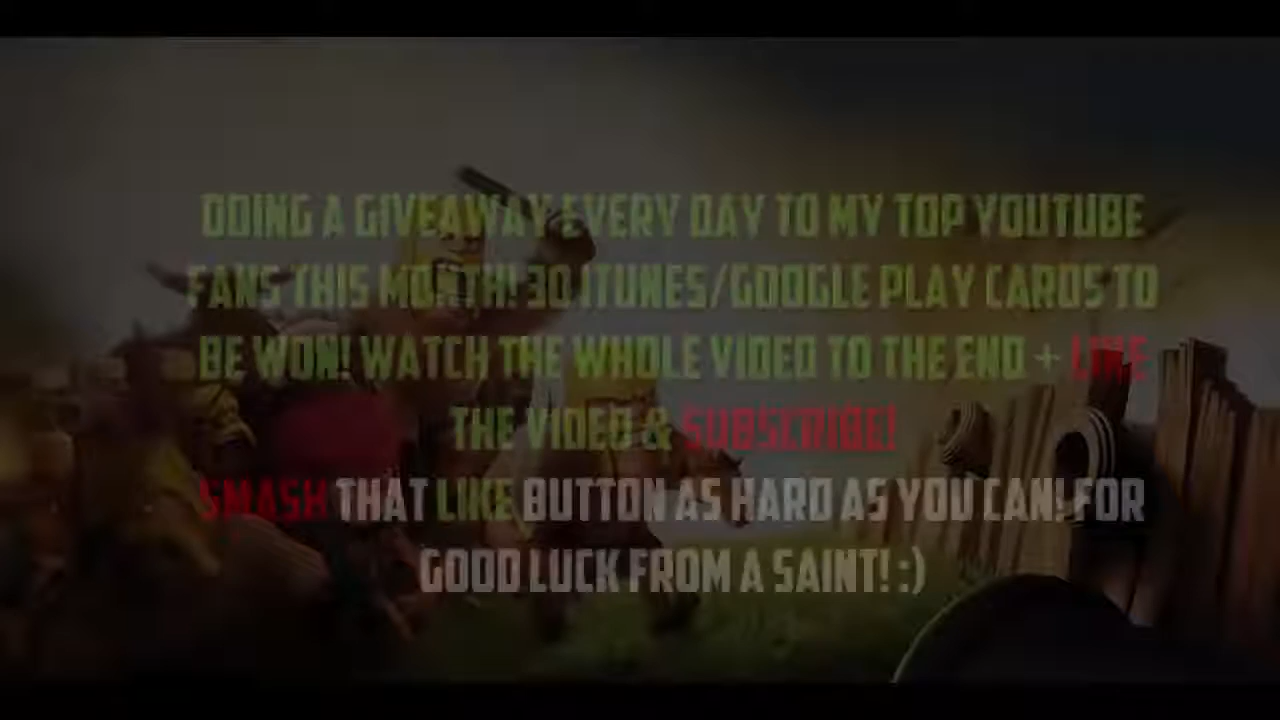 DOING A GIVEAWAY EVERY DAY TO MY TOP YOUTUBE
FANS THIS MONTH! 30 ITUNES/GOOGLE PLAY CARDS TO
BE WON! WATCH THE WHOLE VIDEO TO THE END + LIKE
THE VIDEO & SUBSCRIBE!
SMASH THAT LIKE BUTTON AS HARD AS YOU CAN! FOR
GOOD LUCK FROM A SAINT! :)